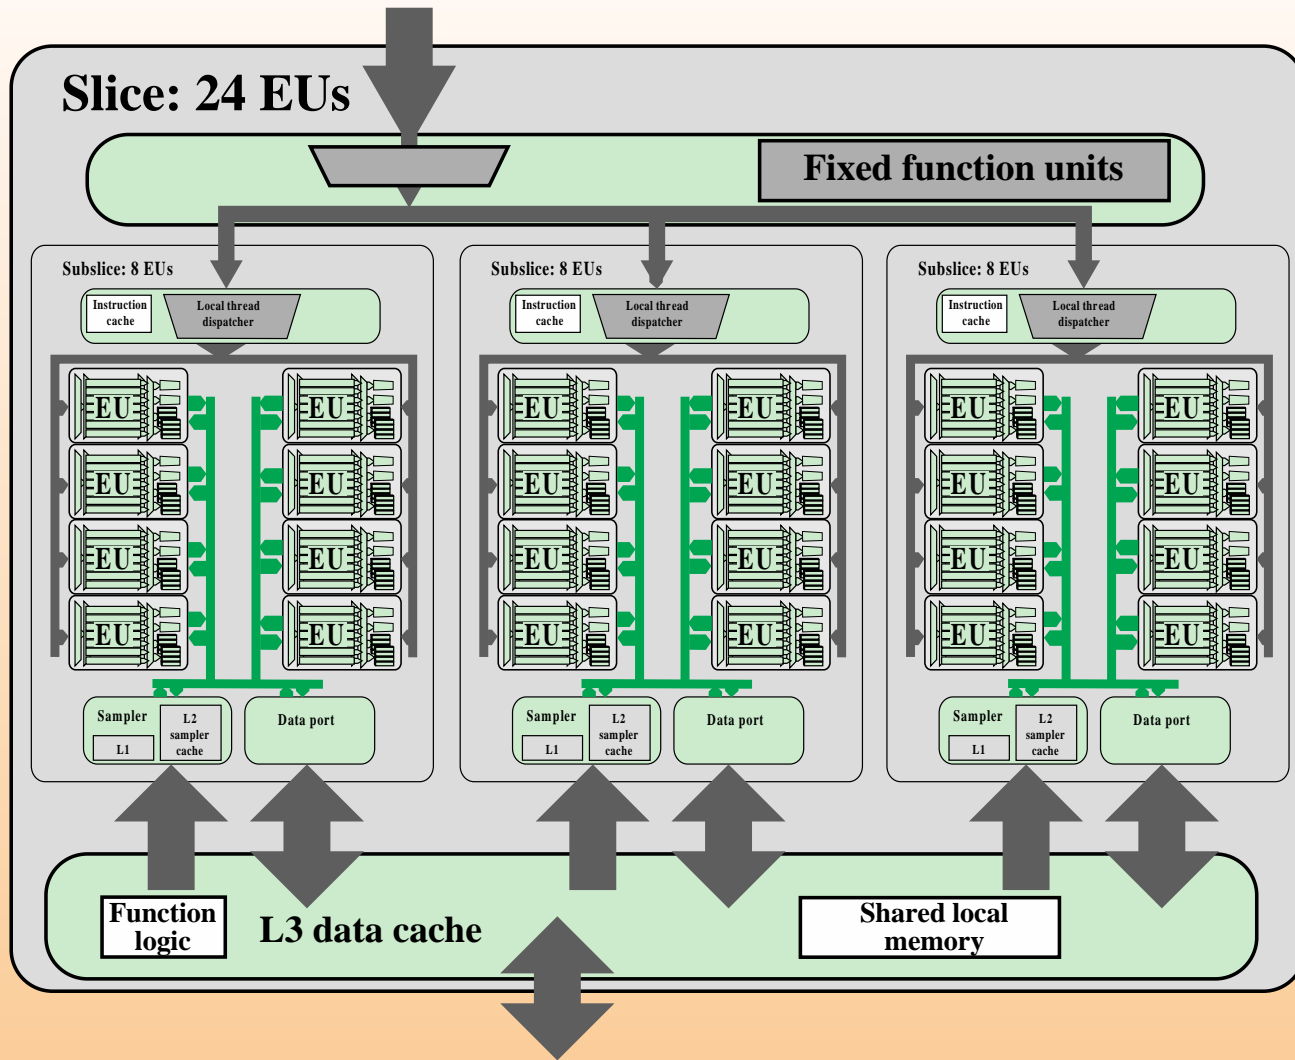 Slice: 24 EUs
Fixed function units
Subslice: 8 EUs
Instruction
cache
Local thread
dispatcher
EU
EU
EU
EU
EU
EU
EU
EU
Sampler
L1
L2
sampler
cache
Data port
Subslice: 8 EUs
Instruction
cache
Local thread
dispatcher
EU
EU
EU
EU
EU
EU
EU
EU
Sampler
L1
L2
sampler
cache
Data port
Subslice: 8 EUs
Instruction
cache
Local thread
dispatcher
EU
EU
EU
EU
EU
EU
EU
EU
Sampler
L1
L2
sampler
cache
Data port
Function
logic
L3 data cache
Shared local
memory